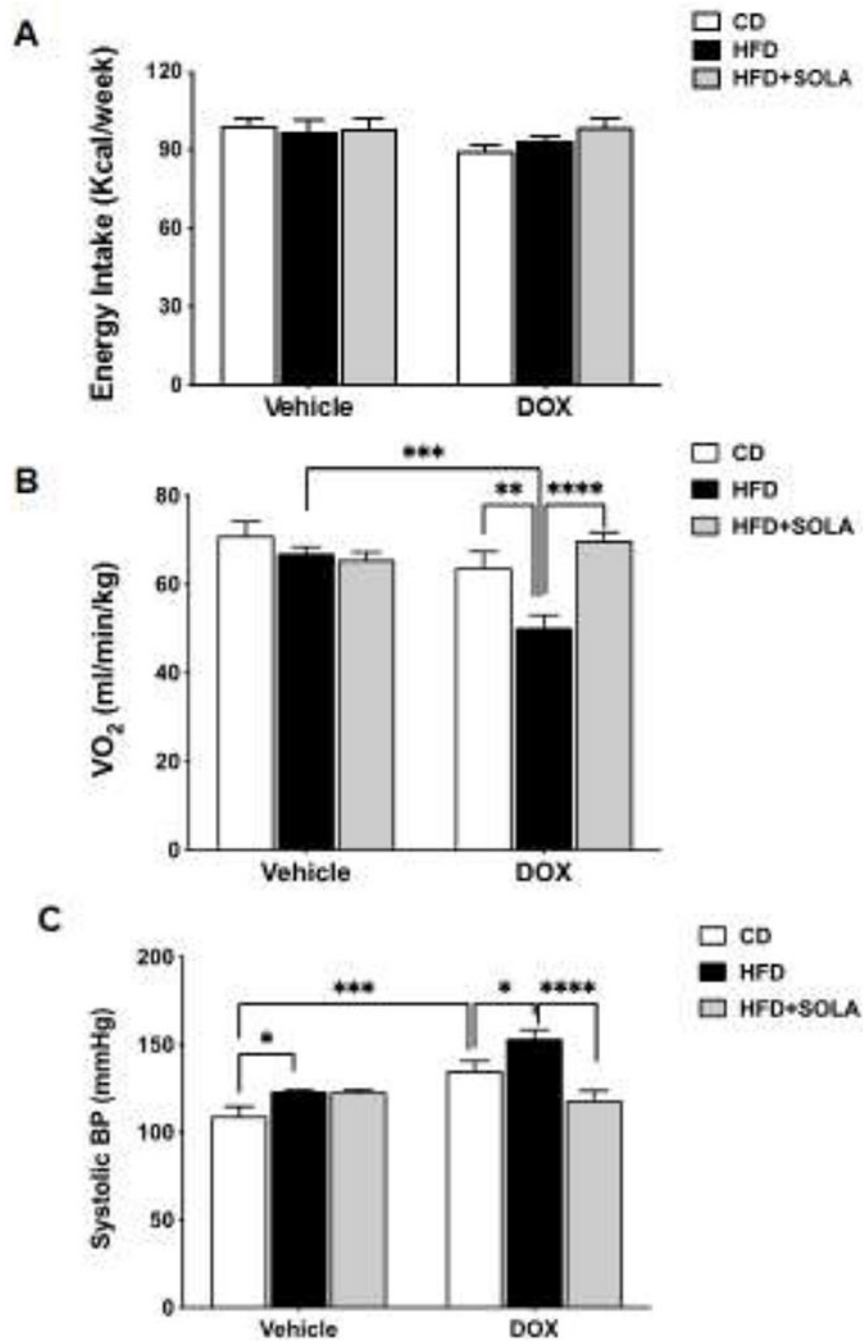 A
CD
HFD
HFD+SOLA
Energy Intake (Kcal/week)
120
90
60
30
0
Vehicle DOX
B
CD
HFD
HFD+SOLA
***
** ****
VO2 (ml/min/kg)
80
60
40
20
0
Vehicle DOX
C
CD
HFD
HFD+SOLA
*** * ****
*
Systolic BP (mmHg)
200
150
100
50
0
Vehicle DOX